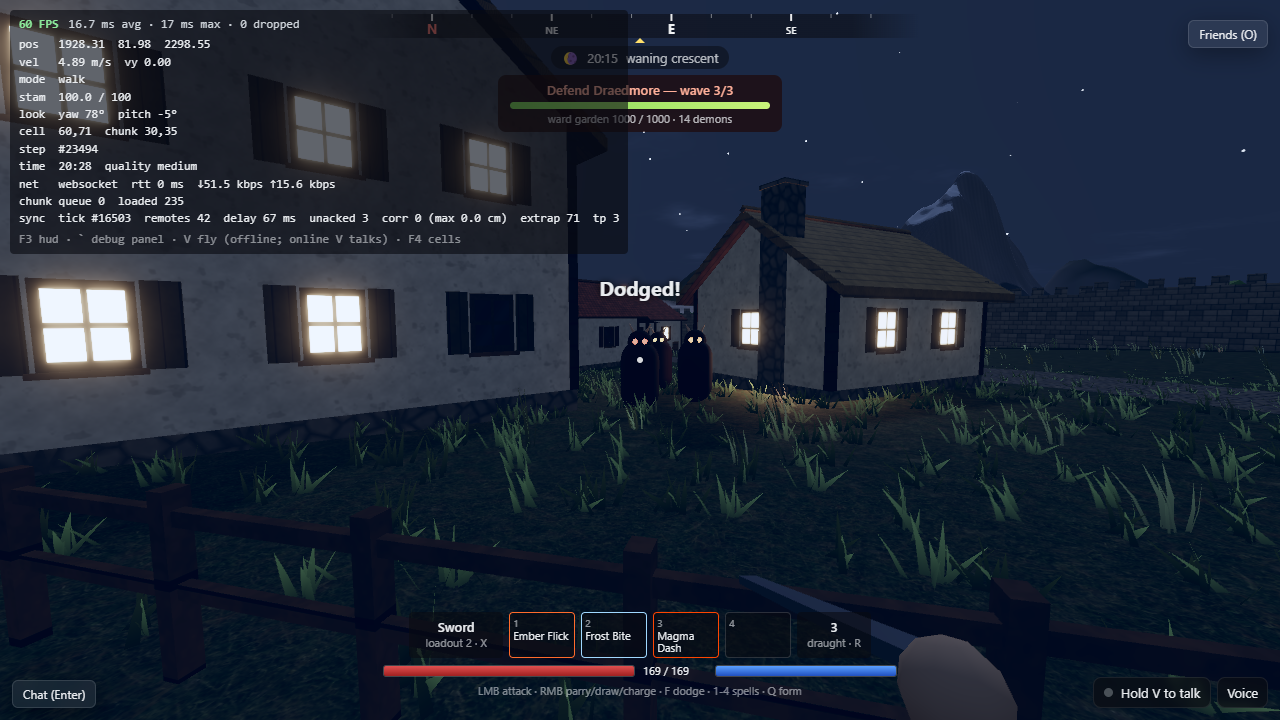 60 FPS 16.7 ms avg · 17 ms max · 0 dropped
pos 1928.31 81.98 2298.55
vel 4.89 m/s vy 0.00
mode walk
stam 100.0 / 100
look yaw 78° pitch -5°
cell 60,71 chunk 30,35
step #23494
time 20:28 quality medium
net websocket rtt 0 ms ↓51.5 kbps ↑15.6 kbps
chunk queue 0 loaded 235
sync tick #16503 remotes 42 delay 67 ms unacked 3 corr 0 (max 0.0 cm) extrap 71 tp 3
F3 hud · ` debug panel · V fly (offline; online V talks) · F4 cells
N NE E SE
20:15 waning crescent
Defend Draedmore — wave 3/3
ward garden 1000 / 1000 · 14 demons
Friends (O)
Dodged!
Sword
loadout 2 · X
1
Ember Flick
2
Frost Bite
3
Magma
Dash
4
3
draught · R
169 / 169
LMB attack · RMB parry/draw/charge · F dodge · 1-4 spells · Q form
Chat (Enter)
Hold V to talk
Voice